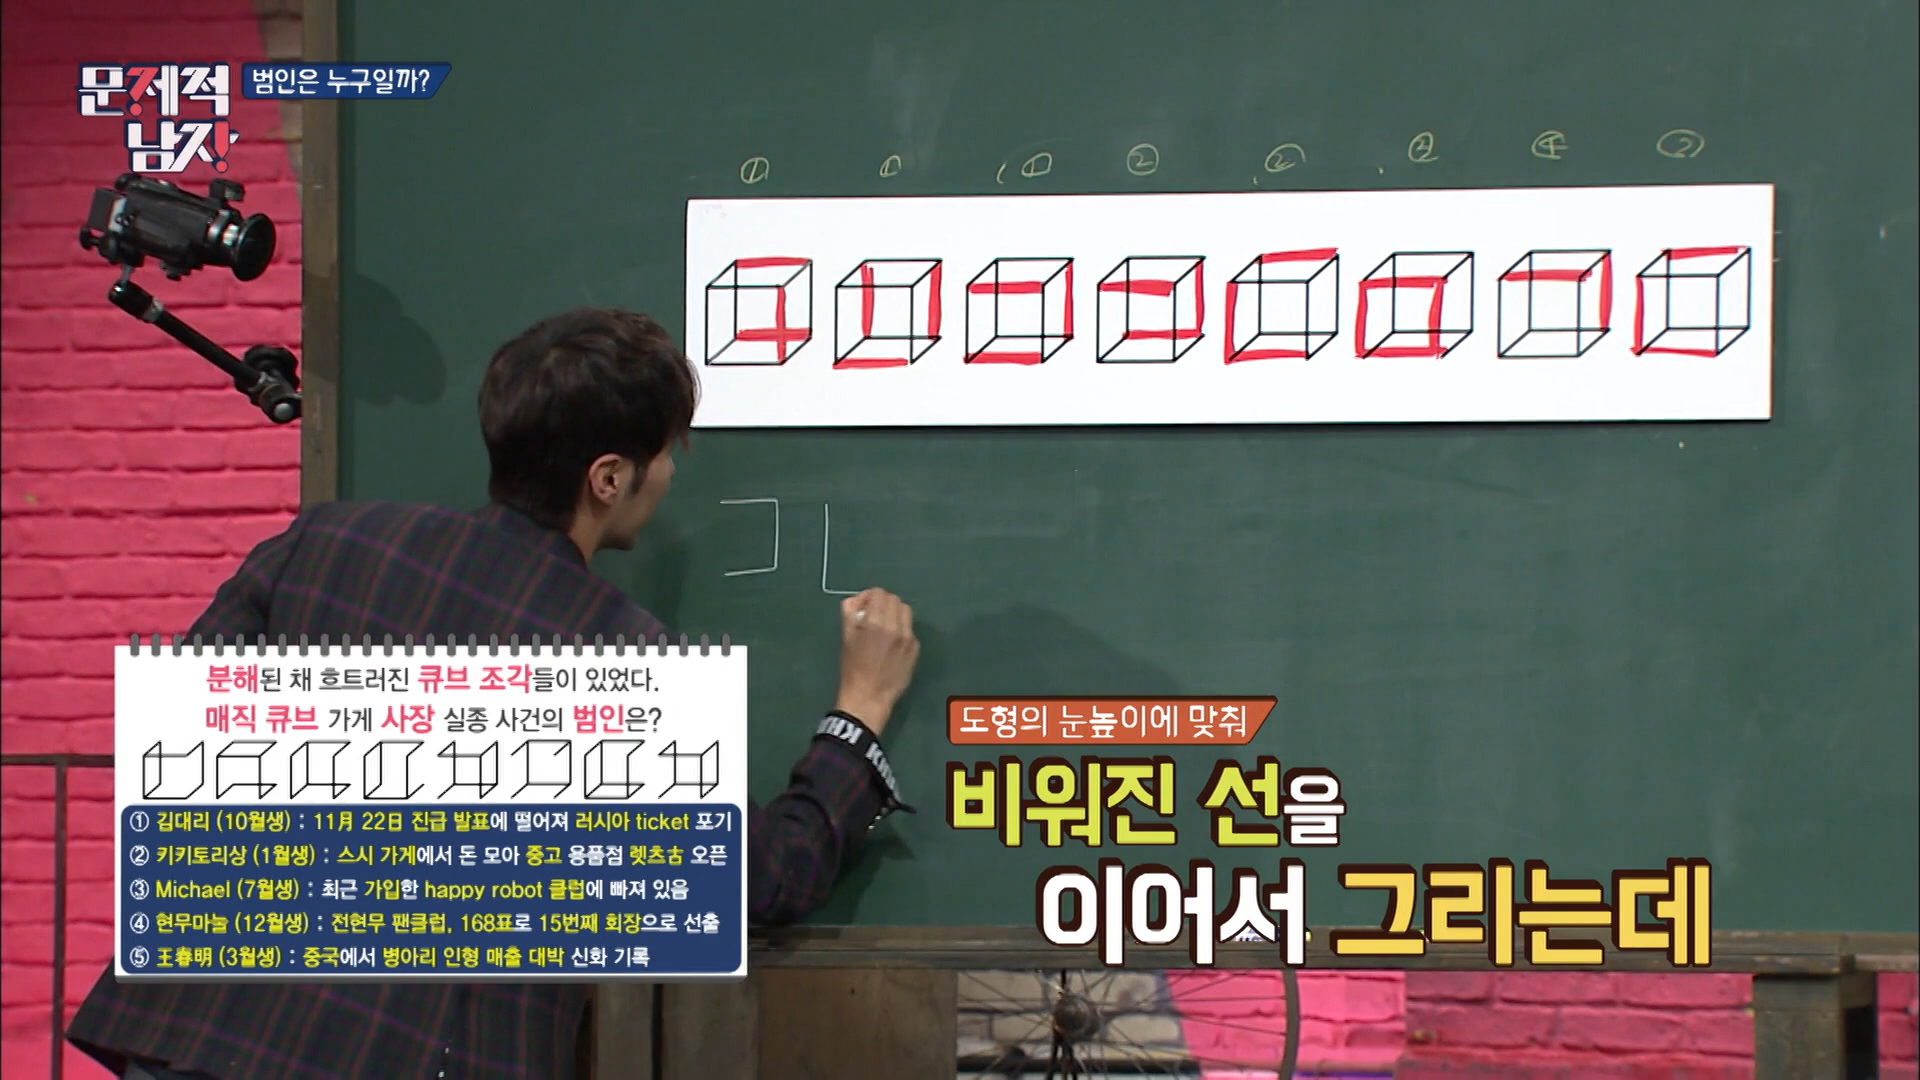 문제적
남자
범인은 누구일까?
① ① ① ② ② ② ④ ②
분해된 채 흐트러진 큐브 조각들이 있었다.
매직 큐브 가게 사장 실종 사건의 범인은?
① 김대리 (10월생) : 11月 22日 진급 발표에 떨어져 러시아 ticket 포기
② 키키토리상 (1월생) : 스시 가게에서 돈 모아 중고 용품점 렛츠古 오픈
③ Michael (7월생) : 최근 가입한 happy robot 클럽에 빠져 있음
④ 현무마눌 (12월생) : 전현무 팬클럽, 168표로 15번째 회장으로 선출
⑤ 王春明 (3월생) : 중국에서 병아리 인형 매출 대박 신화 기록
도형의 눈높이에 맞춰
비워진 선을
이어서 그리는데